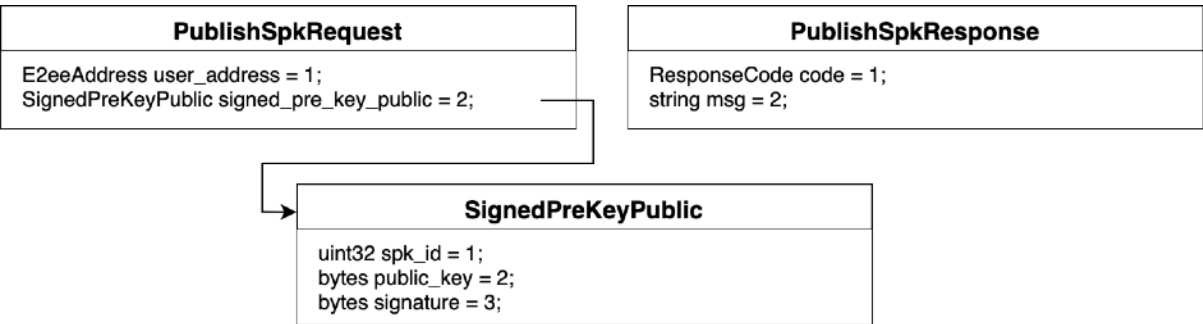 PublishSpkRequest
E2eeAddress user_address = 1;
SignedPreKeyPublic signed_pre_key_public = 2;
PublishSpkResponse
ResponseCode code = 1;
string msg = 2;
SignedPreKeyPublic
uint32 spk_id = 1;
bytes public_key = 2;
bytes signature = 3;